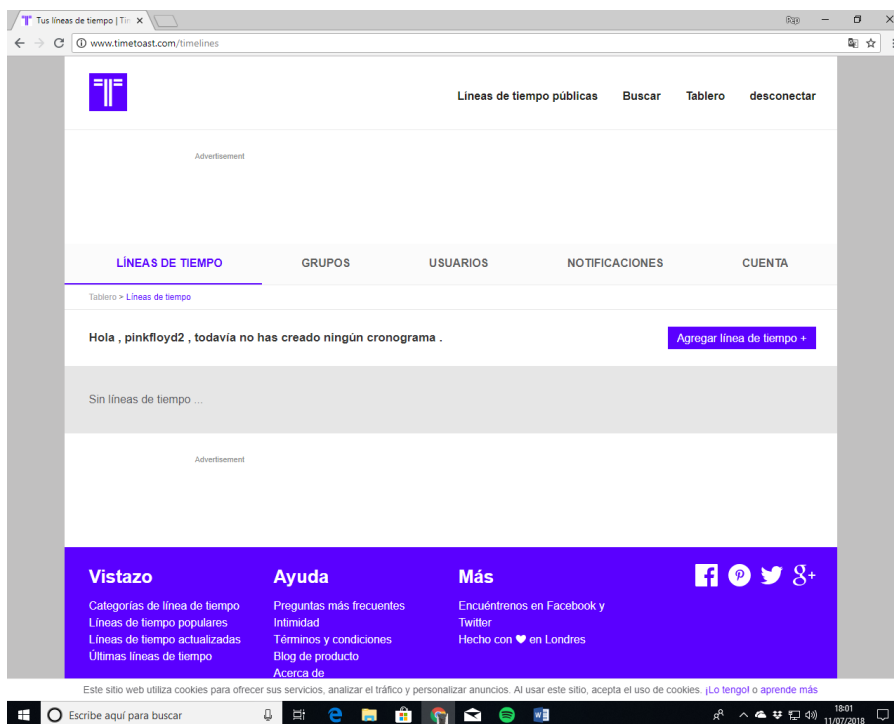 Tus líneas de tiempo | Tim
www.timetoast.com/timelines
Líneas de tiempo públicas Buscar Tablero desconectar
Advertisement
LÍNEAS DE TIEMPO GRUPOS USUARIOS NOTIFICACIONES CUENTA
Tablero > Líneas de tiempo
Hola , pinkfloyd2 , todavía no has creado ningún cronograma .
Agregar línea de tiempo +
Sin líneas de tiempo ...
Advertisement
Vistazo
Categorías de línea de tiempo
Líneas de tiempo populares
Líneas de tiempo actualizadas
Últimas líneas de tiempo
Ayuda
Preguntas más frecuentes
Intimidad
Términos y condiciones
Blog de producto
Acerca de
Más
Encuéntrenos en Facebook y
Twitter
Hecho con ♥ en Londres
Este sitio web utiliza cookies para ofrecer sus servicios, analizar el tráfico y personalizar anuncios. Al usar este sitio, acepta el uso de cookies. ¡Lo tengo! o aprende más
Escribe aquí para buscar
18:01
11/07/2018